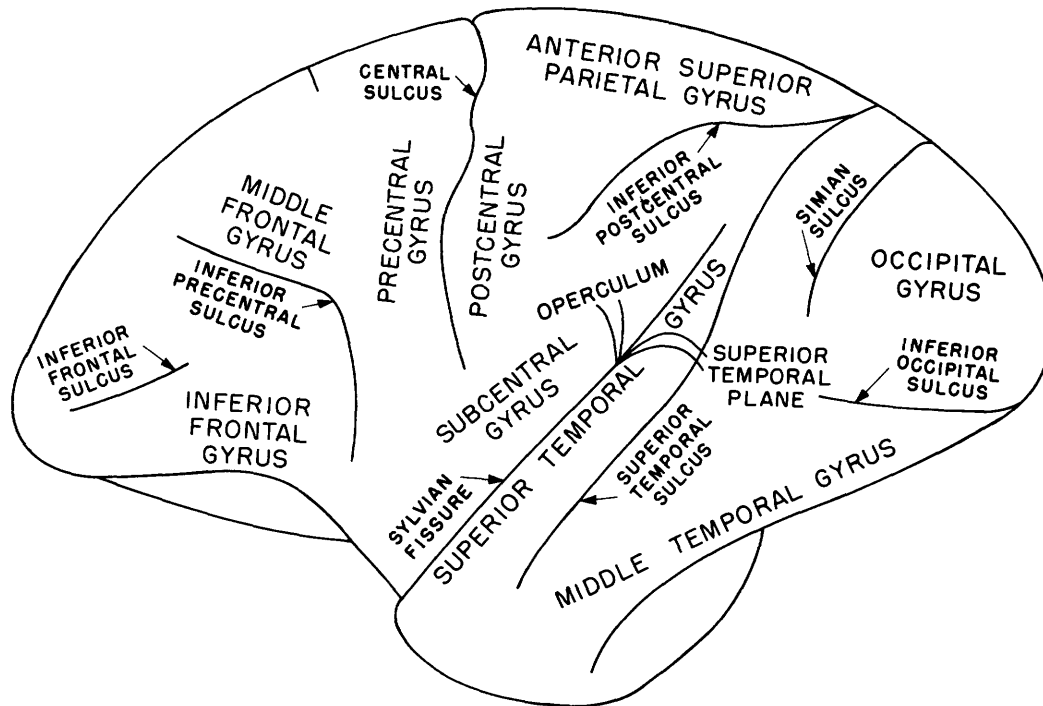 ANTERIOR SUPERIOR
PARIETAL GYRUS
CENTRAL
SULCUS
PRECENTRAL
GYRUS
POSTCENTRAL
GYRUS
INFERIOR
POSTCENTRAL
SULCUS
SIMIAN
SULCUS
MIDDLE
FRONTAL
GYRUS
INFERIOR
PRECENTRAL
SULCUS
OCCIPITAL
GYRUS
OPERCULUM
INFERIOR
FRONTAL
SULCUS
SUPERIOR
TEMPORAL
PLANE
INFERIOR
OCCIPITAL
SULCUS
INFERIOR
FRONTAL
GYRUS
SUBCENTRAL
GYRUS
SYLVIAN
FISSURE
SUPERIOR TEMPORAL GYRUS
SUPERIOR
TEMPORAL
SULCUS
MIDDLE TEMPORAL GYRUS